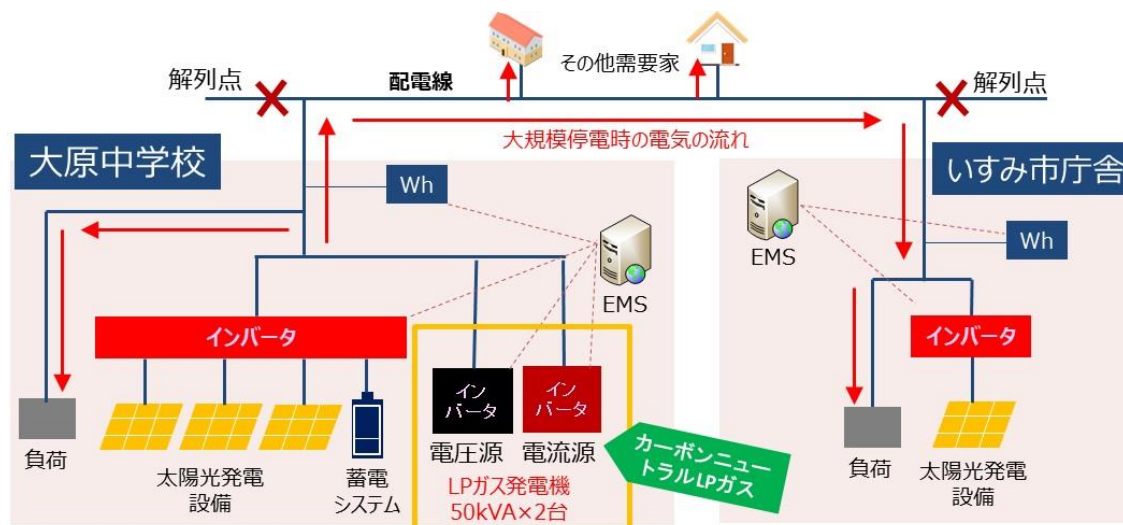 解列点
配電線
その他需要家
解列点
大規模停電時の電気の流れ
大原中学校
いすみ市庁舎
Wh
Wh
EMS
EMS
インバータ
イン
バータ
イン
バータ
インバータ
電圧源
電流源
カーボンニュー
トラルLPガス
負荷
太陽光発電
設備
蓄電
システム
LPガス発電機
50kVA×2台
負荷
太陽光発電
設備